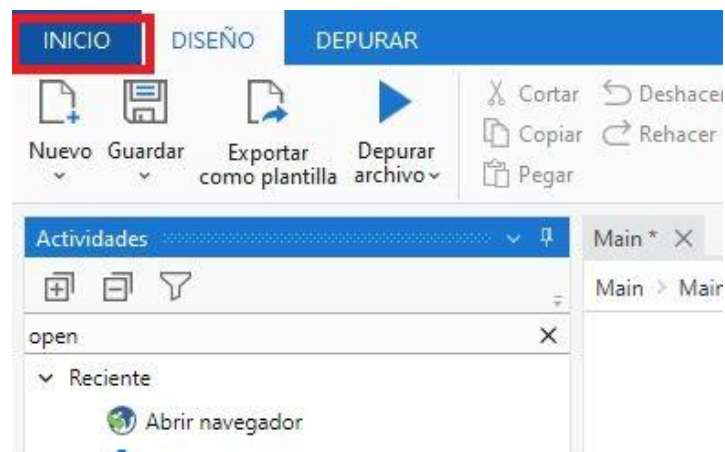 INICIO DISEÑO DEPURAR
Nuevo Guardar Exportar como plantilla Depurar archivo
Cortar Deshacer
Copiar Rehacer
Pegar
Actividades
Main *
Main > Main
open
Reciente
Abrir navegador